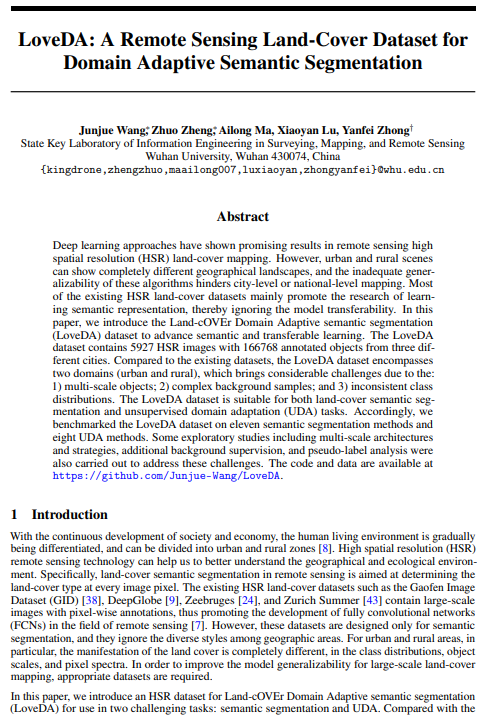 LoveDA: A Remote Sensing Land-Cover Dataset for
Domain Adaptive Semantic Segmentation
Junjue Wang*, Zhuo Zheng*, Ailong Ma, Xiaoyan Lu, Yanfei Zhong†
State Key Laboratory of Information Engineering in Surveying, Mapping, and Remote Sensing
Wuhan University, Wuhan 430074, China
{kingdrone,zhengzhuo,maailong007,luxiaoyan,zhongyanfei}@whu.edu.cn
Abstract
Deep learning approaches have shown promising results in remote sensing high
spatial resolution (HSR) land-cover mapping. However, urban and rural scenes
can show completely different geographical landscapes, and the inadequate gener-
alizability of these algorithms hinders city-level or national-level mapping. Most
of the existing HSR land-cover datasets mainly promote the research of learn-
ing semantic representation, thereby ignoring the model transferability. In this
paper, we introduce the Land-cOVEr Domain Adaptive semantic segmentation
(LoveDA) dataset to advance semantic and transferable learning. The LoveDA
dataset contains 5927 HSR images with 166768 annotated objects from three dif-
ferent cities. Compared to the existing datasets, the LoveDA dataset encompasses
two domains (urban and rural), which brings considerable challenges due to the:
1) multi-scale objects; 2) complex background samples; and 3) inconsistent class
distributions. The LoveDA dataset is suitable for both land-cover semantic seg-
mentation and unsupervised domain adaptation (UDA) tasks. Accordingly, we
benchmarked the LoveDA dataset on eleven semantic segmentation methods and
eight UDA methods. Some exploratory studies including multi-scale architectures
and strategies, additional background supervision, and pseudo-label analysis were
also carried out to address these challenges. The code and data are available at
https://github.com/Junjue-Wang/LoveDA.
1 Introduction
With the continuous development of society and economy, the human living environment is gradually
being differentiated, and can be divided into urban and rural zones [8]. High spatial resolution (HSR)
remote sensing technology can help us to better understand the geographical and ecological environ-
ment. Specifically, land-cover semantic segmentation in remote sensing is aimed at determining the
land-cover type at every image pixel. The existing HSR land-cover datasets such as the Gaofen Image
Dataset (GID) [38], DeepGlobe [9], Zeebruges [24], and Zurich Summer [43] contain large-scale
images with pixel-wise annotations, thus promoting the development of fully convolutional networks
(FCNs) in the field of remote sensing [7]. However, these datasets are designed only for semantic
segmentation, and they ignore the diverse styles among geographic areas. For urban and rural areas, in
particular, the manifestation of the land cover is completely different, in the class distributions, object
scales, and pixel spectra. In order to improve the model generalizability for large-scale land-cover
mapping, appropriate datasets are required.
In this paper, we introduce an HSR dataset for Land-cOVEr Domain Adaptive semantic segmentation
(LoveDA) for use in two challenging tasks: semantic segmentation and UDA. Compared with the